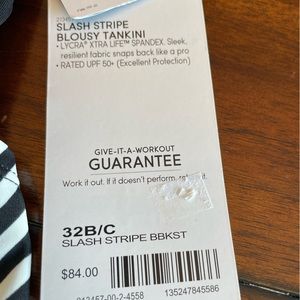 SLASH STRIPE
BLOUSY TANKINI
• LYCRA® XTRA LIFE™ SPANDEX. Sleek,
resilient fabric snaps back like a pro
• RATED UPF 50+ (Excellent Protection)
GIVE-IT-A-WORKOUT
GUARANTEE
Work it out. If it doesn't perform, it.
32B/C
SLASH STRIPE BBKST
$84.00
135247845586